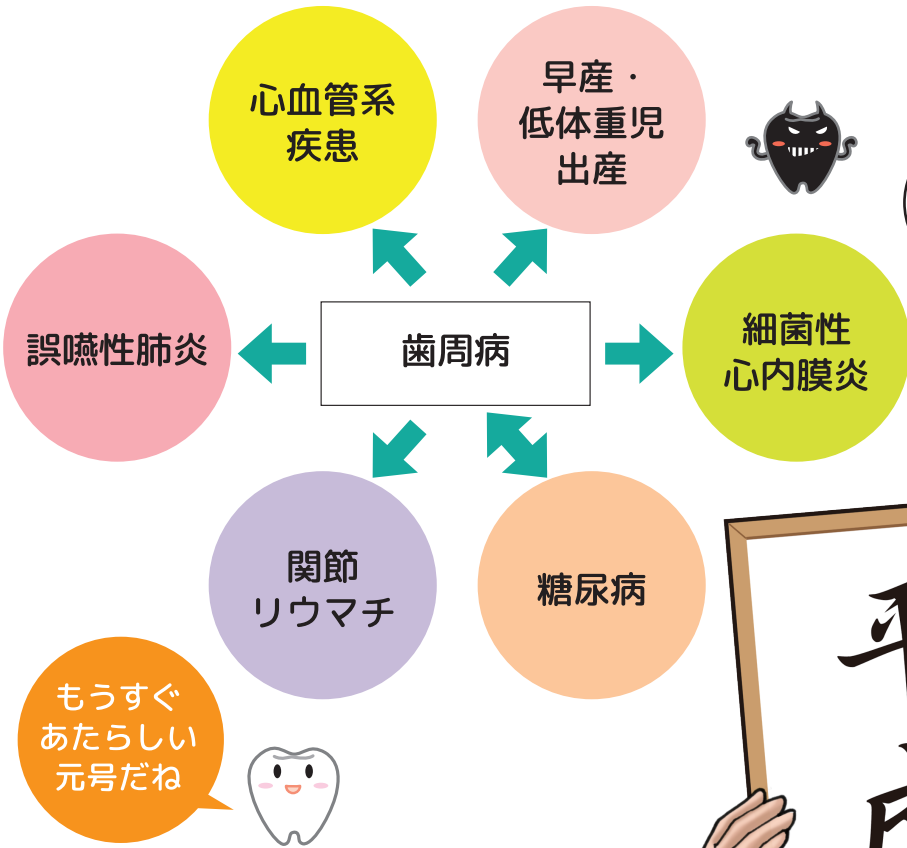 心血管系
疾患
早産・
低体重児
出産
誤嚥性肺炎
歯周病
細菌性
心内膜炎
関節
リウマチ
糖尿病
もうすぐ
あたらしい
元号だね
平